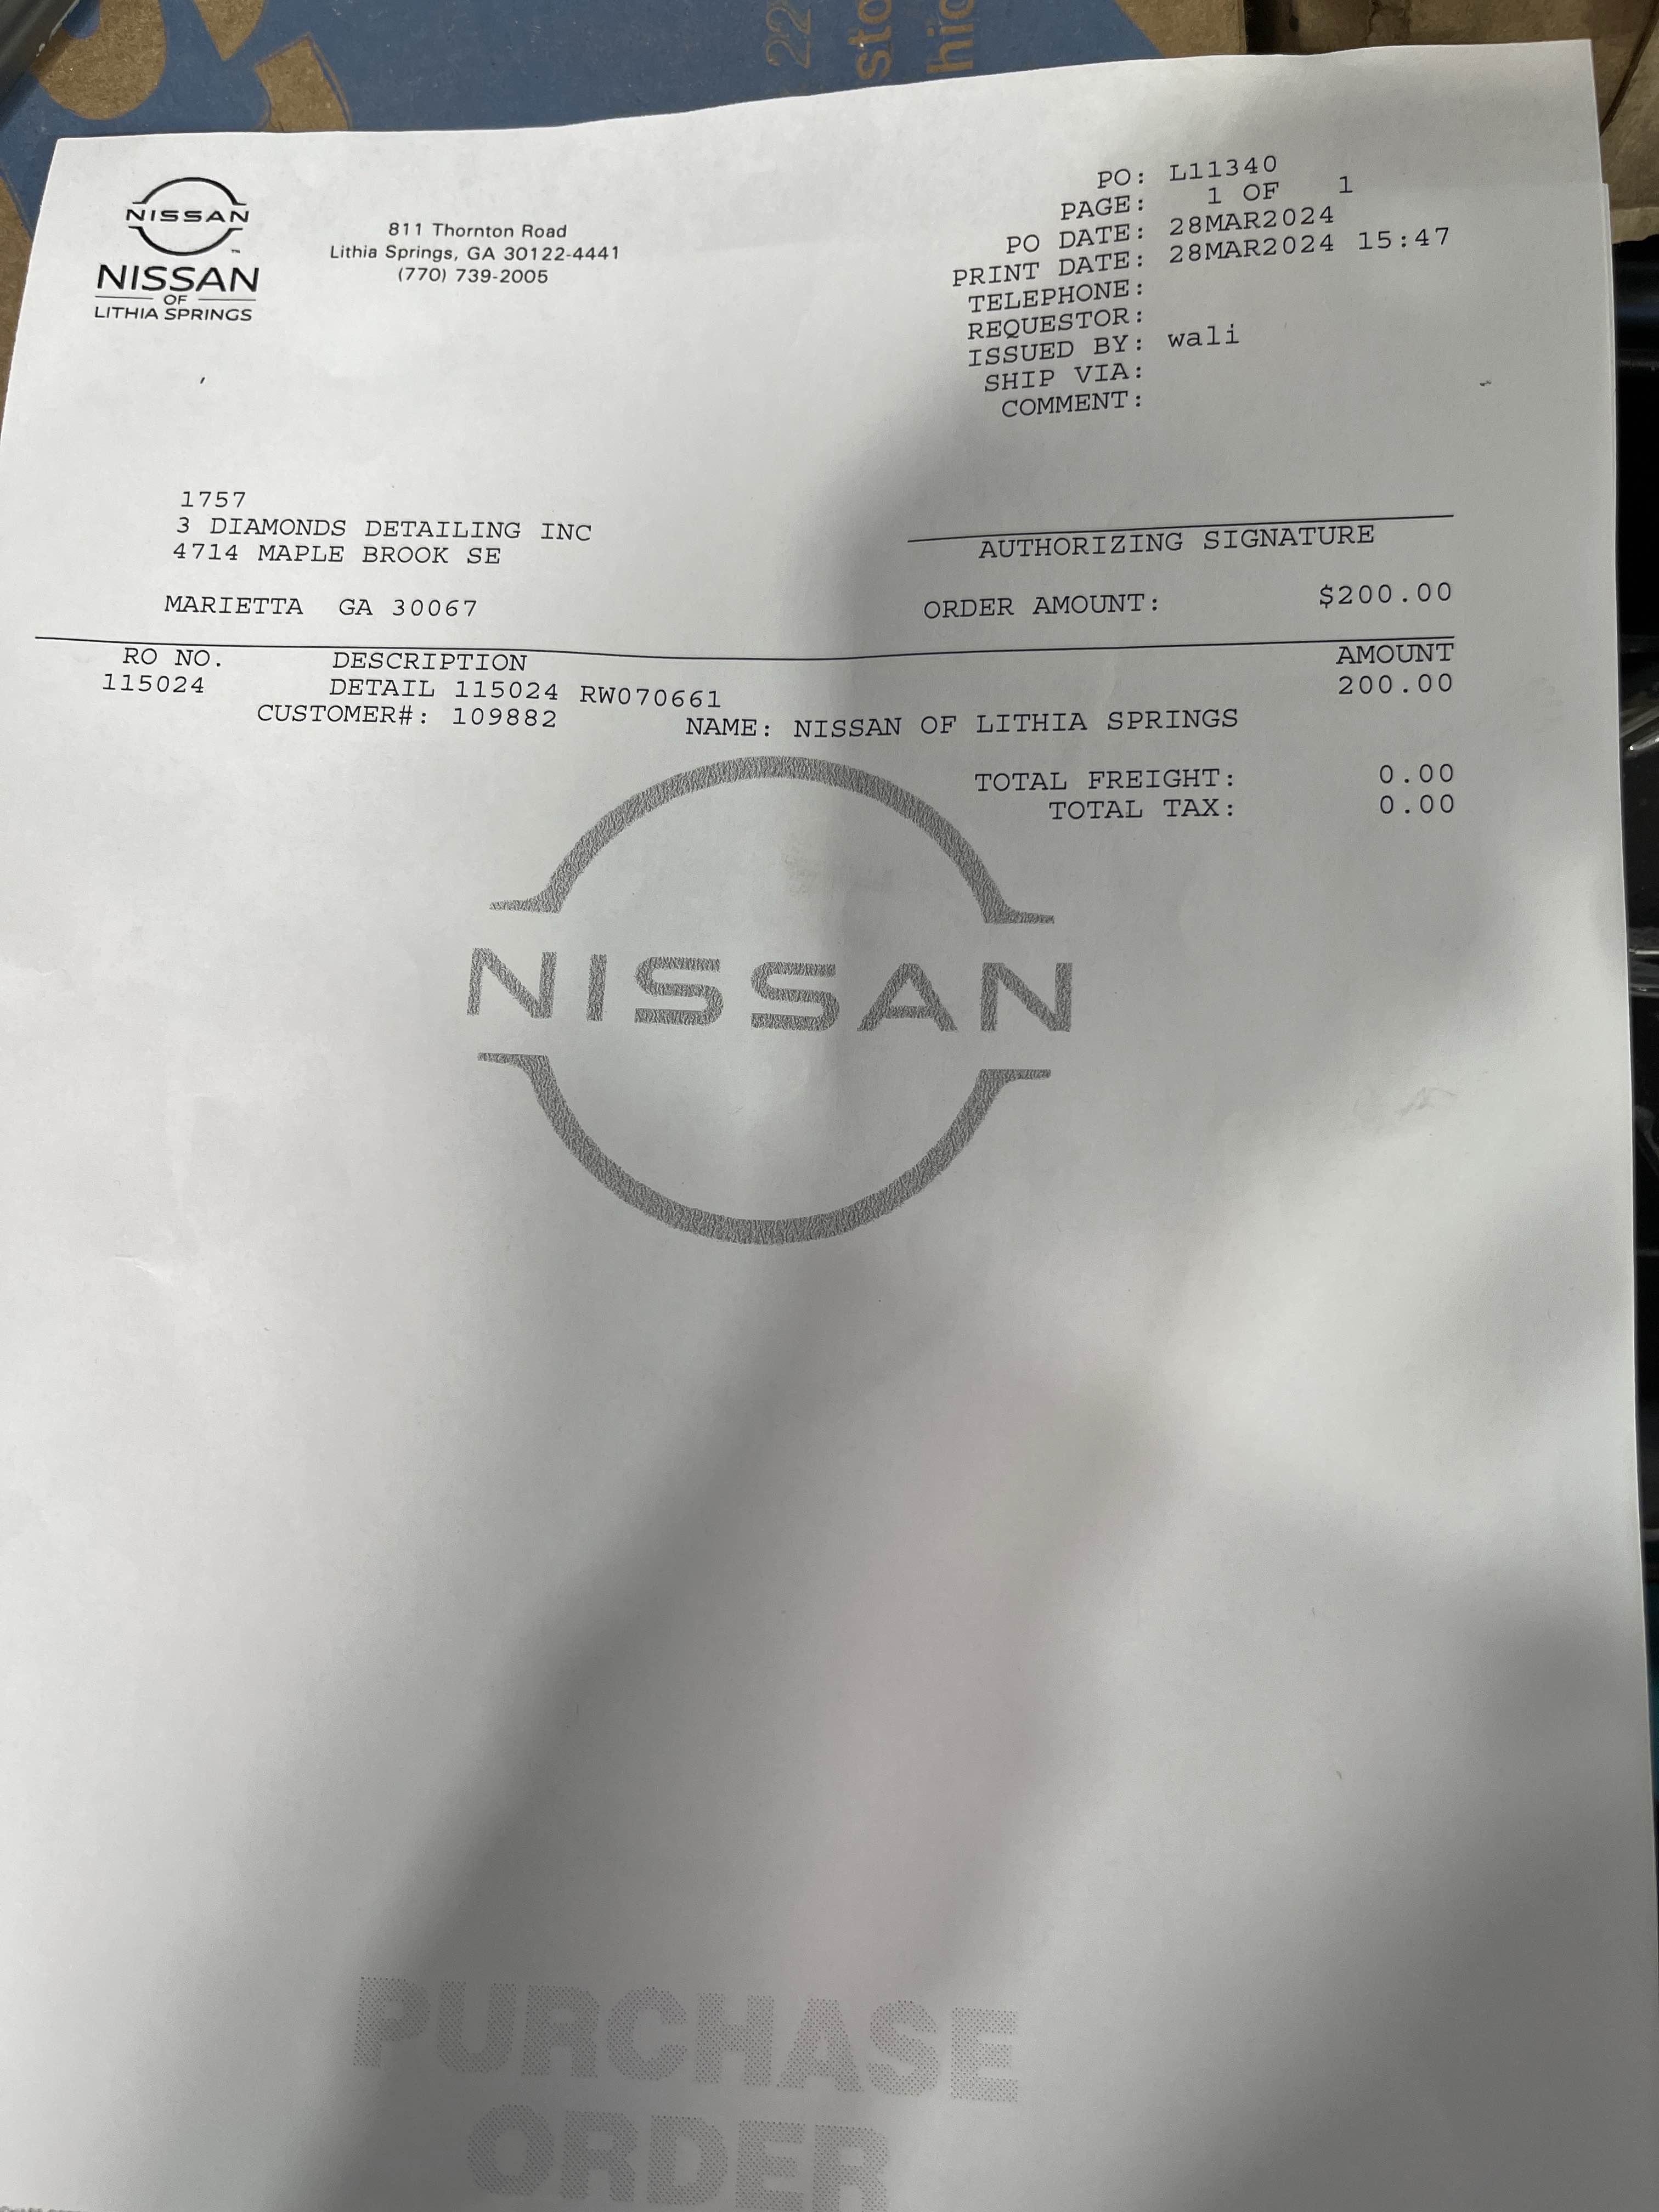 22
sto
hic
NISSAN
NISSAN
OF
LITHIA SPRINGS
811 Thornton Road
Lithia Springs, GA 30122-4441
(770) 739-2005
PO: L11340
PAGE: 1 OF 1
PO DATE: 28MAR2024
PRINT DATE: 28MAR2024 15:47
TELEPHONE:
REQUESTOR:
ISSUED BY: wali
SHIP VIA:
COMMENT:
1757
3 DIAMONDS DETAILING INC
4714 MAPLE BROOK SE
MARIETTA GA 30067
AUTHORIZING SIGNATURE
ORDER AMOUNT: $200.00
RO NO. DESCRIPTION AMOUNT
115024 DETAIL 115024 RW070661 200.00
CUSTOMER#: 109882 NAME: NISSAN OF LITHIA SPRINGS
TOTAL FREIGHT: 0.00
TOTAL TAX: 0.00
NISSAN
PURCHASE
ORDER